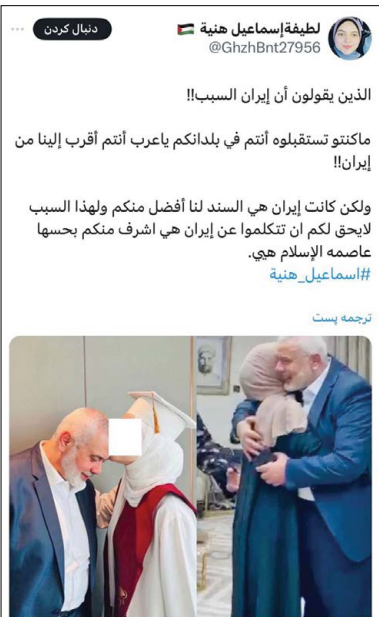 لطيفةإسماعيل هنية 🇵🇸
@GhzhBnt27956
دنبال کردن
الذين يقولون أن إيران السبب!!
ماكنتو تستقبلوه أنتم في بلدانكم ياعرب أنتم أقرب إلينا من
إيران!!
ولكن كانت إيران هي السند لنا أفضل منكم ولهذا السبب
لايحق لكم ان تتكلموا عن إيران هي اشرف منكم بحسها
عاصمه الإسلام هيي.
#اسماعيل_هنية
ترجمه پست